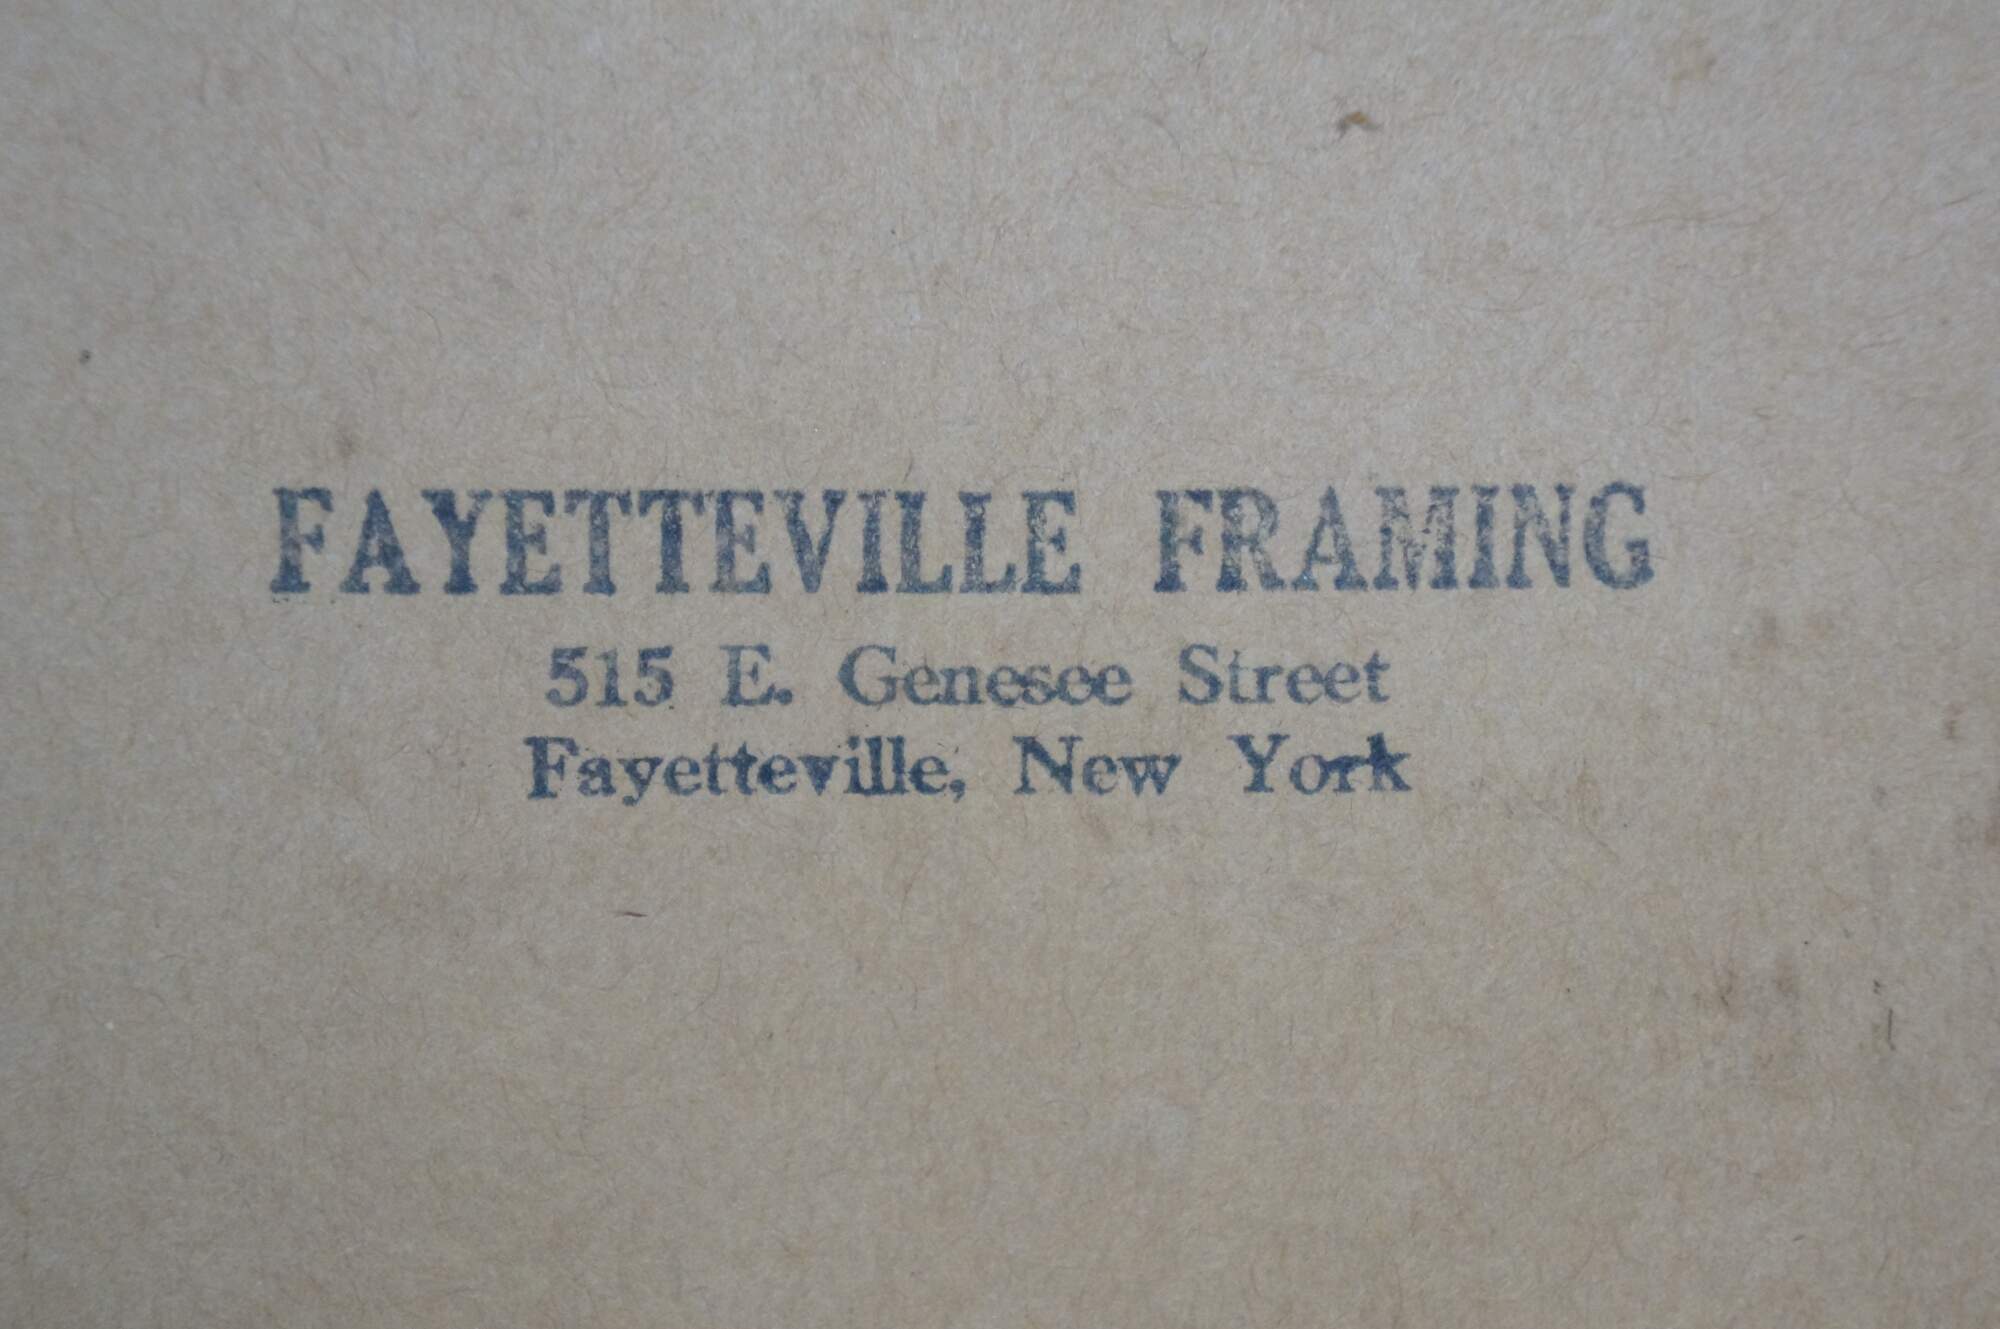 FAYETTEVILLE FRAMING
515 E. Genesee Street
Fayetteville, New York